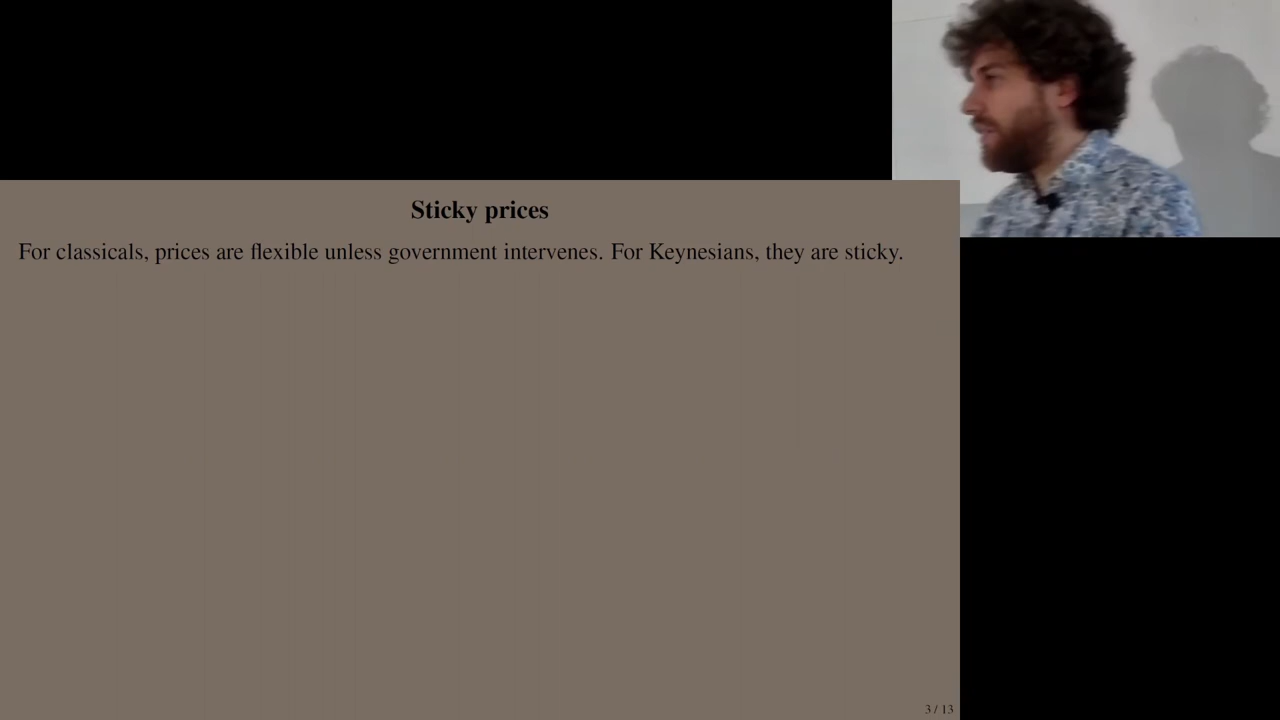 Sticky prices
For classicals, prices are flexible unless government intervenes. For Keynesians, they are sticky.
3 / 13